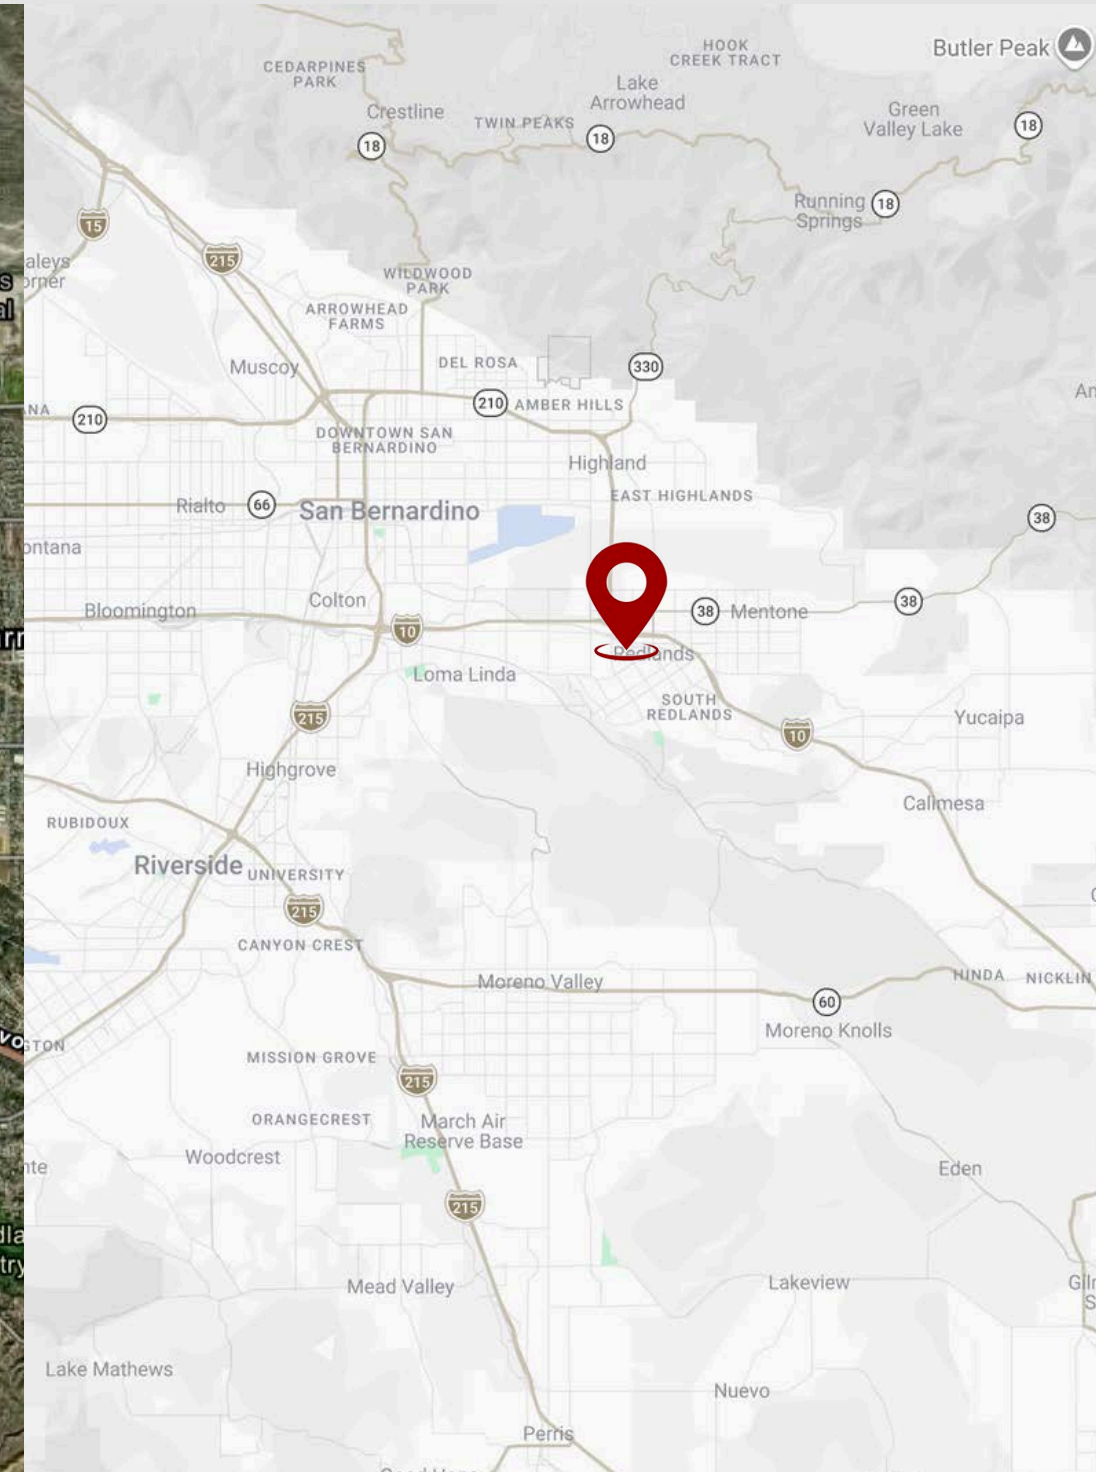 Butler Peak
HOOK
CREEK TRACT
CEDARPINES
PARK
Lake
Arrowhead
Crestline
TWIN PEAKS
Green
Valley Lake
18
18
18
Running
Springs
18
15
215
WILDWOOD
PARK
ARROWHEAD
FARMS
Muscoy
DEL ROSA
330
210
AMBER HILLS
210
DOWNTOWN SAN
BERNARDINO
Highland
EAST HIGHLANDS
Rialto
66
San Bernardino
38
Bloomington
Colton
10
38
Mentone
38
Redlands
Loma Linda
SOUTH
REDLANDS
215
10
Yucaipa
Highgrove
Calimesa
RUBIDOUX
Riverside
UNIVERSITY
215
CANYON CREST
Moreno Valley
HINDA
NICKLIN
60
Moreno Knolls
MISSION GROVE
215
ORANGECREST
March Air
Reserve Base
Woodcrest
Eden
215
Mead Valley
Lakeview
Lake Mathews
Nuevo
Perris